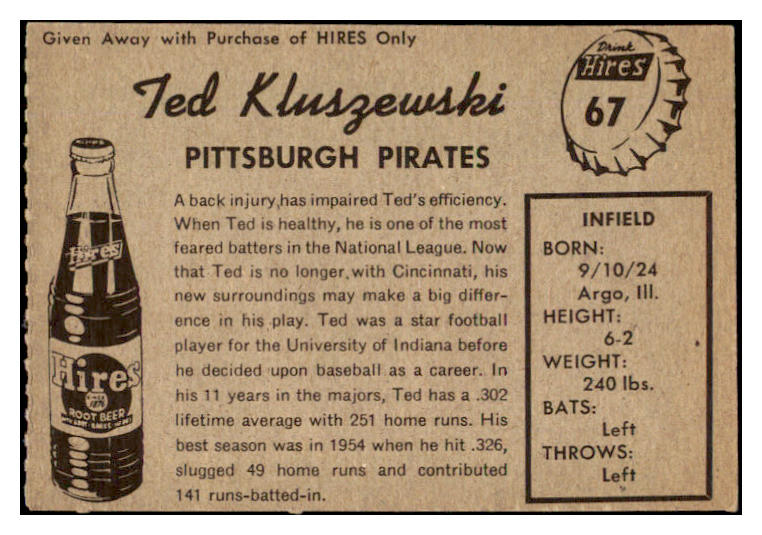 Given Away with Purchase of HIRES Only
Drink
Hires
67
Ted Kluszewski
PITTSBURGH PIRATES
A back injury has impaired Ted's efficiency.
When Ted is healthy, he is one of the most
feared batters in the National League. Now
that Ted is no longer with Cincinnati, his
new surroundings may make a big differ-
ence in his play. Ted was a star football
player for the University of Indiana before
he decided upon baseball as a career. In
his 11 years in the majors, Ted has a .302
lifetime average with 251 home runs. His
best season was in 1954 when he hit .326,
slugged 49 home runs and contributed
141 runs-batted-in.
INFIELD
BORN:
9/10/24
Argo, Ill.
HEIGHT:
6-2
WEIGHT:
240 lbs.
BATS:
Left
THROWS:
Left
Hires
Hires
SINCE
1876
ROOT BEER